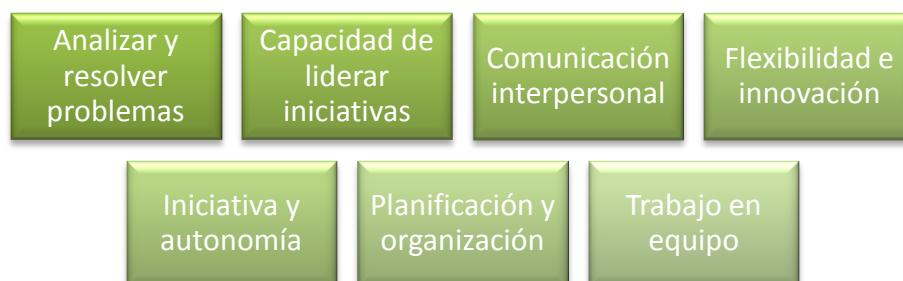 Analizar y
resolver
problemas
Capacidad de
liderar
iniciativas
Comunicación
interpersonal
Flexibilidad e
innovación
Iniciativa y
autonomía
Planificación y
organización
Trabajo en
equipo